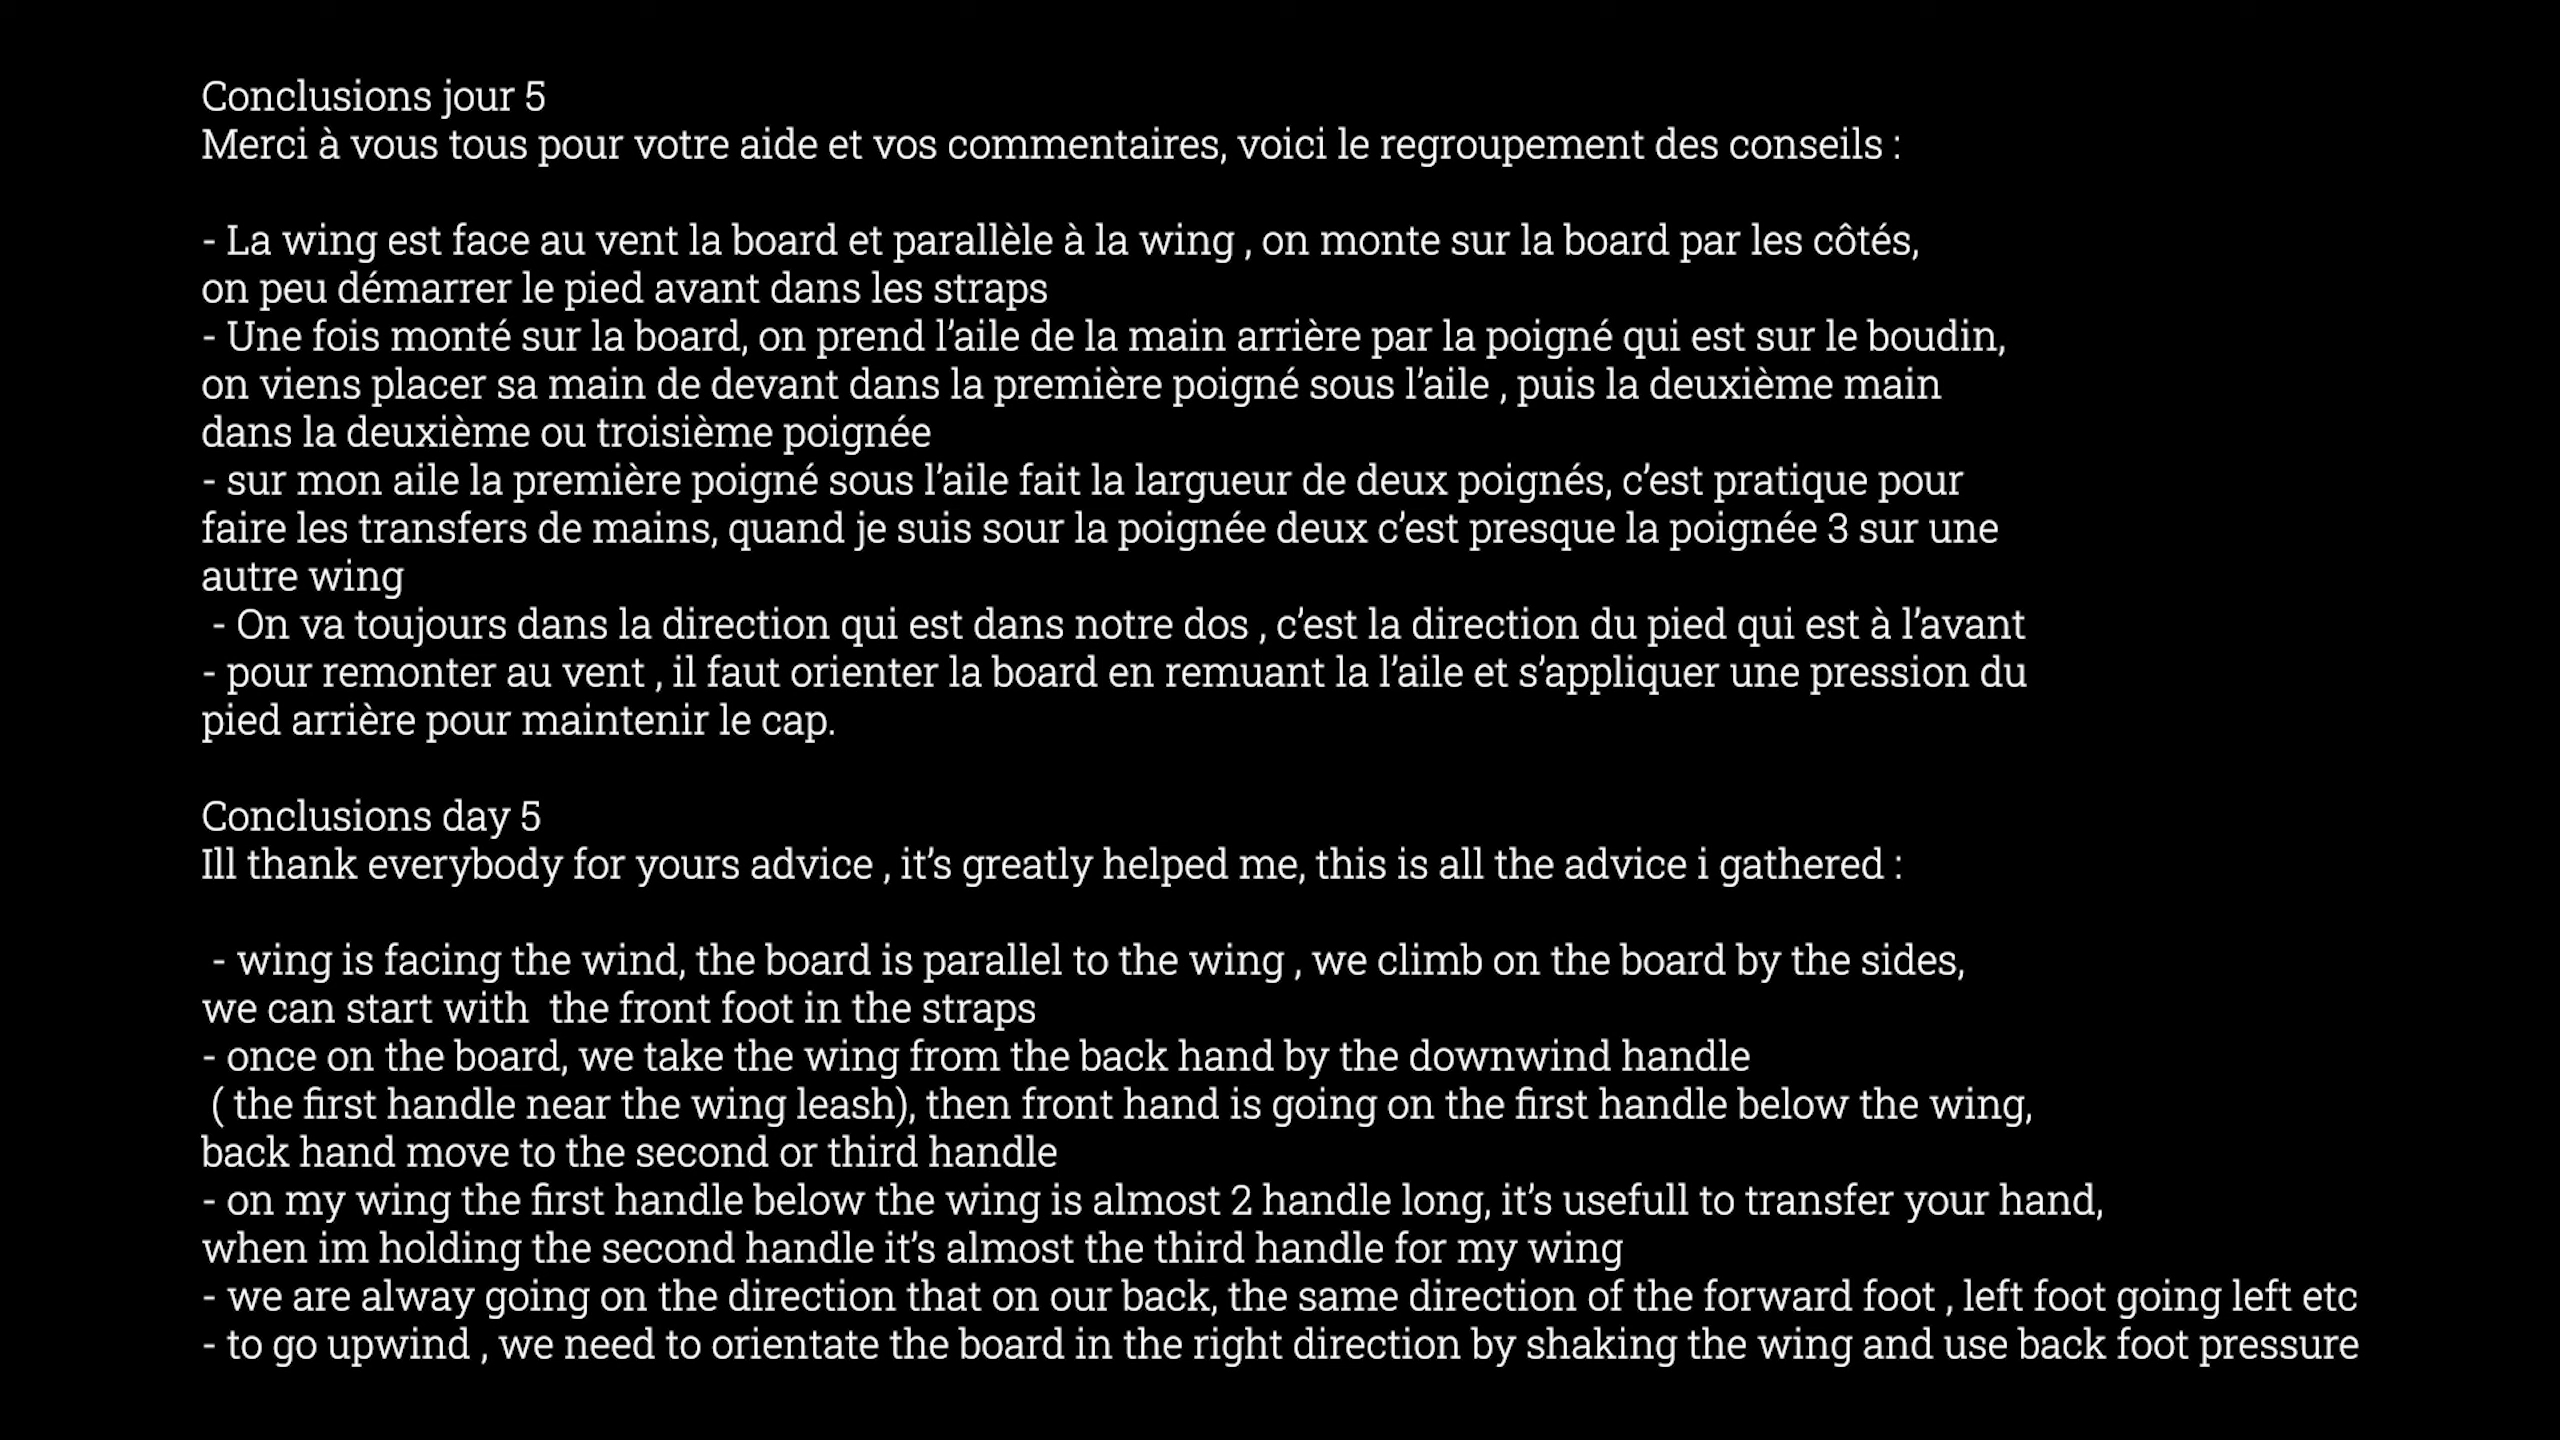 Conclusions jour 5
Merci à vous tous pour votre aide et vos commentaires, voici le regroupement des conseils :
- La wing est face au vent la board et parallèle à la wing , on monte sur la board par les côtés,
on peu démarrer le pied avant dans les straps
- Une fois monté sur la board, on prend l’aile de la main arrière par la poigné qui est sur le boudin,
on viens placer sa main de devant dans la première poigné sous l’aile , puis la deuxième main
dans la deuxième ou troisième poignée
- sur mon aile la première poigné sous l’aile fait la largueur de deux poignés, c’est pratique pour
faire les transfers de mains, quand je suis sour la poignée deux c’est presque la poignée 3 sur une
autre wing
- On va toujours dans la direction qui est dans notre dos , c’est la direction du pied qui est à l’avant
- pour remonter au vent , il faut orienter la board en remuant la l’aile et s’appliquer une pression du
pied arrière pour maintenir le cap.
Conclusions day 5
Ill thank everybody for yours advice , it’s greatly helped me, this is all the advice i gathered :
- wing is facing the wind, the board is parallel to the wing , we climb on the board by the sides,
we can start with  the front foot in the straps
- once on the board, we take the wing from the back hand by the downwind handle
( the first handle near the wing leash), then front hand is going on the first handle below the wing,
back hand move to the second or third handle
- on my wing the first handle below the wing is almost 2 handle long, it’s usefull to transfer your hand,
when im holding the second handle it’s almost the third handle for my wing
- we are alway going on the direction that on our back, the same direction of the forward foot , left foot going left etc
- to go upwind , we need to orientate the board in the right direction by shaking the wing and use back foot pressure